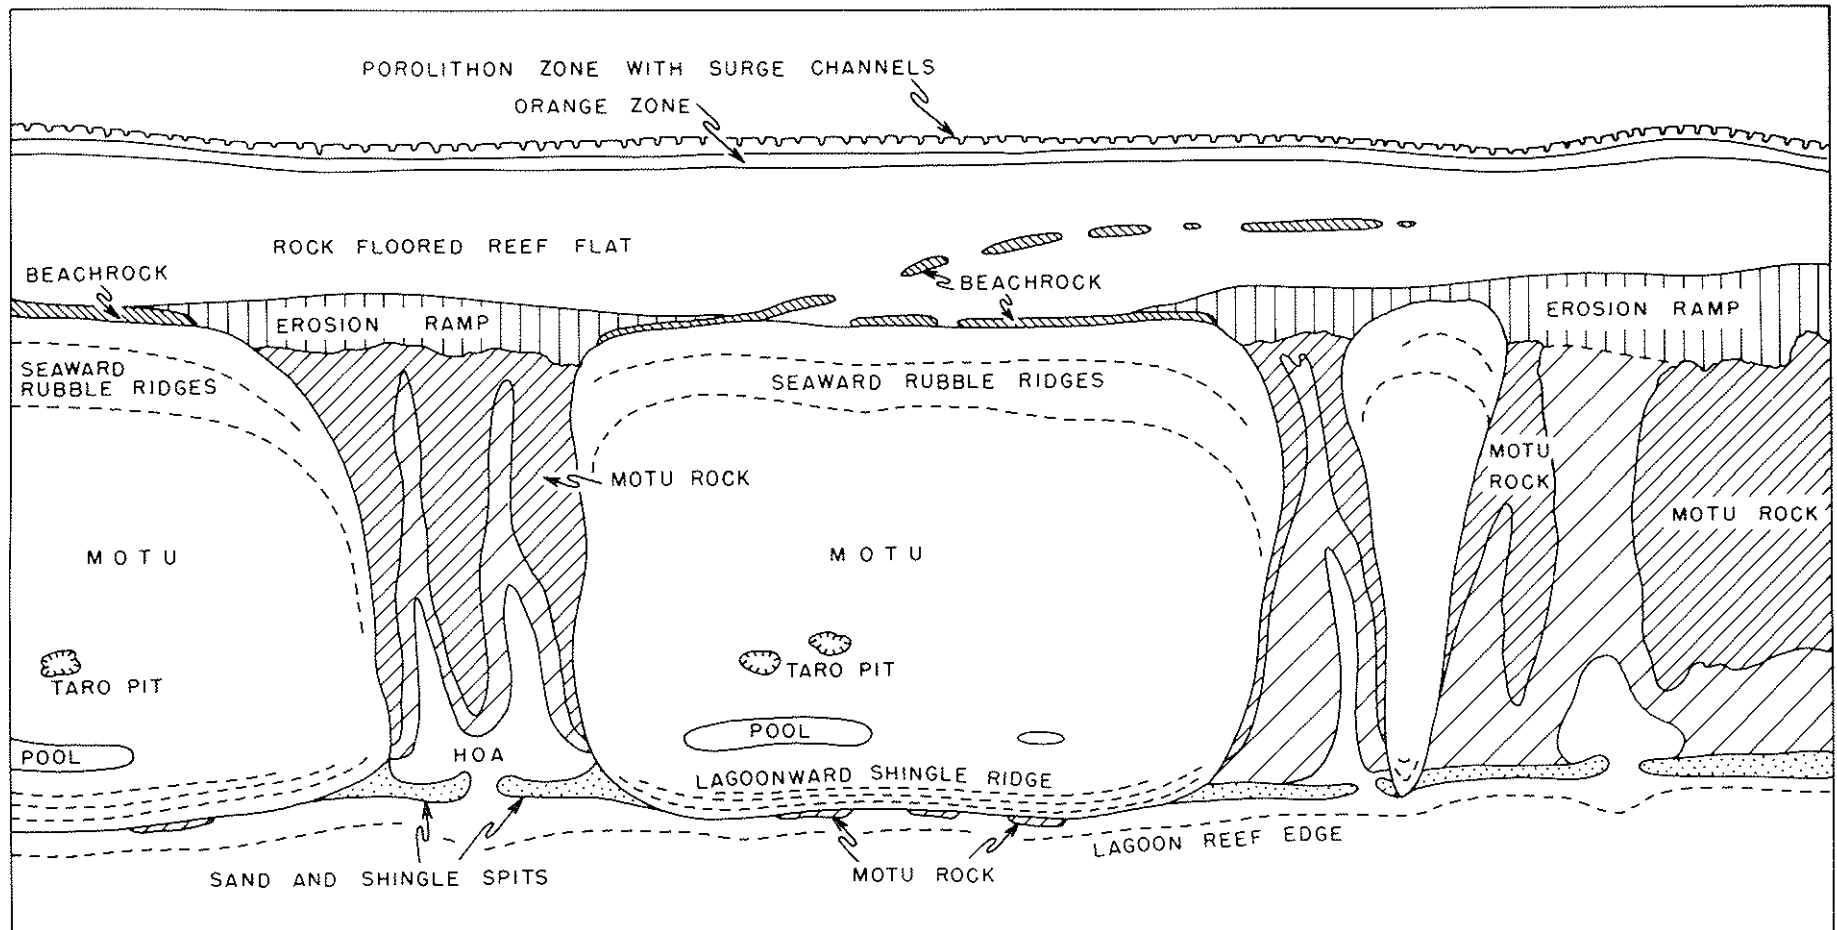 POROLITHON ZONE WITH SURGE CHANNELS
ORANGE ZONE
ROCK FLOORED REEF FLAT
BEACHROCK
BEACHROCK
EROSION RAMP
EROSION RAMP
SEAWARD
RUBBLE RIDGES
SEAWARD RUBBLE RIDGES
MOTU ROCK
MOTU
ROCK
MOTU ROCK
MOTU
MOTU
TARO PIT
TARO PIT
POOL
POOL
HOA
LAGOONWARD SHINGLE RIDGE
LAGOON REEF EDGE
SAND AND SHINGLE SPITS
MOTU ROCK